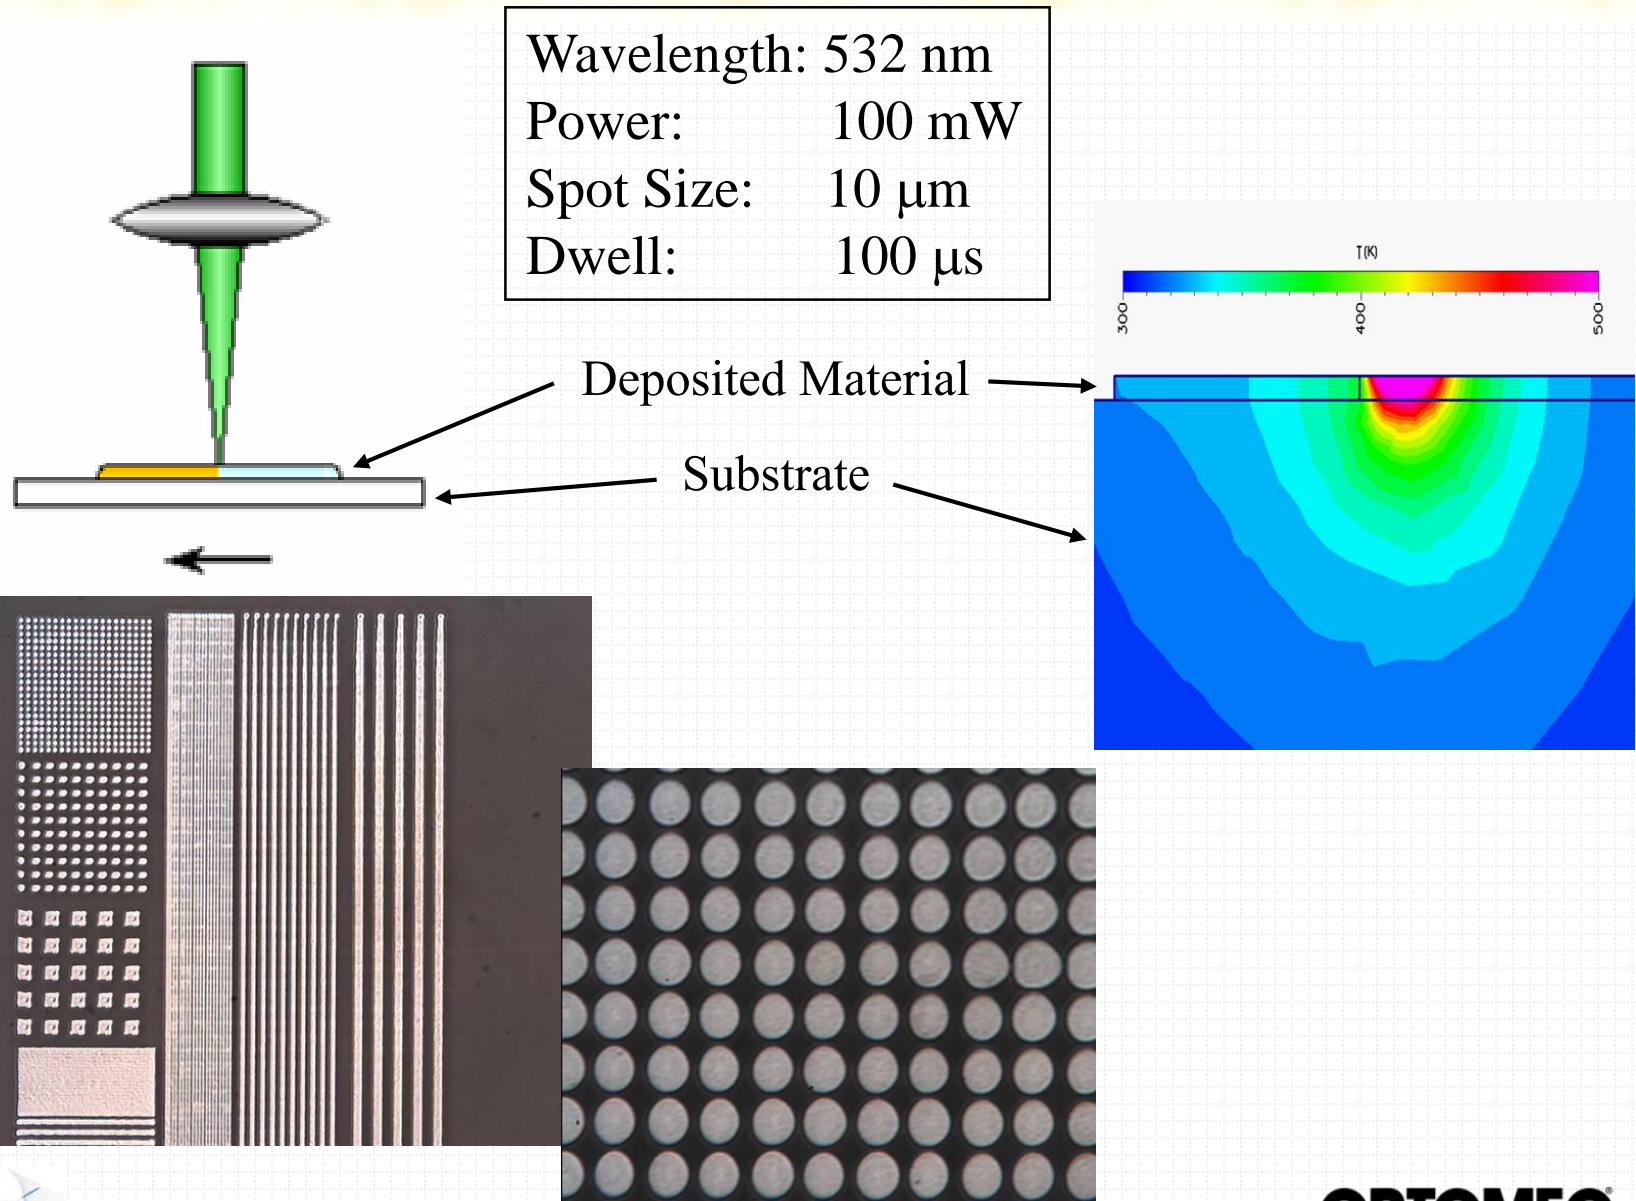 Wavelength: 532 nm
Power: 100 mW
Spot Size: 10 μm
Dwell: 100 μs
T(K)
300 400 500
Deposited Material
Substrate